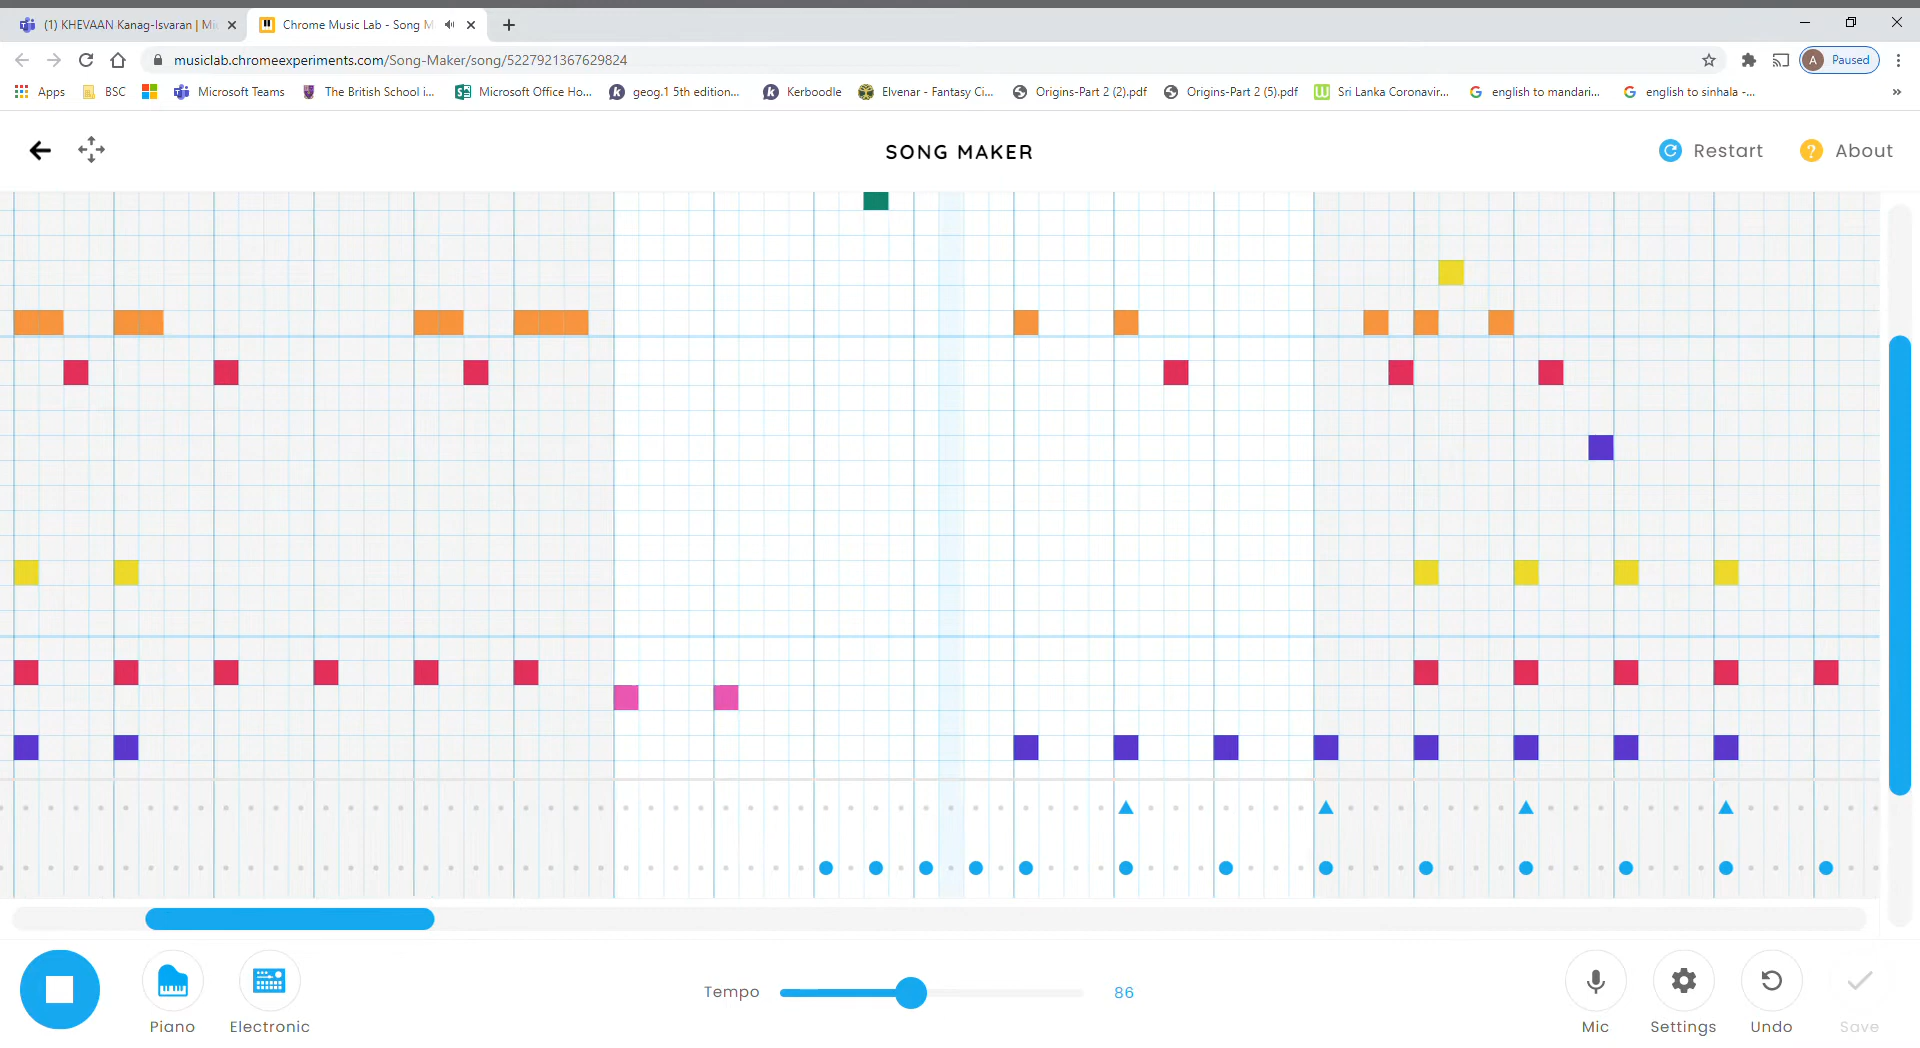 (1) KHEVAAN Kanag-Isvaran | Mi
Chrome Music Lab - Song M
musiclab.chromeexperiments.com/Song-Maker/song/5227921367629824
A Paused
Apps BSC Microsoft Teams The British School i... Microsoft Office Ho... geog.1 5th edition... Kerboodle Elvenar - Fantasy Ci... Origins-Part 2 (2).pdf Origins-Part 2 (5).pdf Sri Lanka Coronavir... english to mandari... english to sinhala -... »
SONG MAKER
Restart
? About
Piano
Electronic
Tempo 86
Mic
Settings
Undo
Save